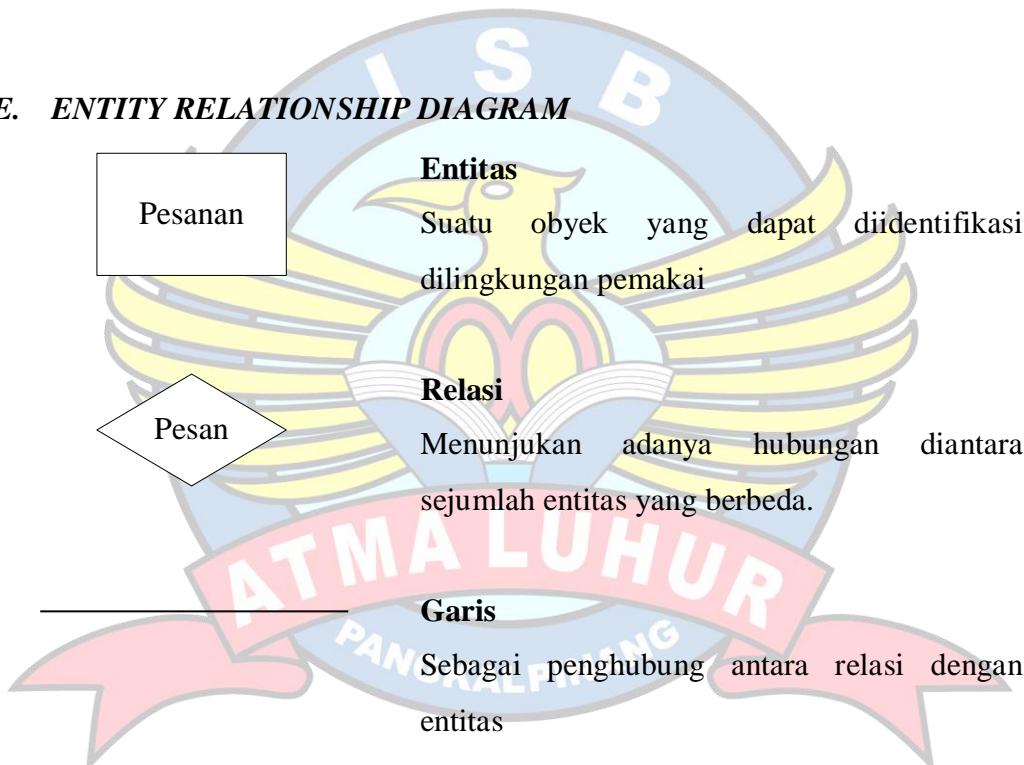 I S B
E. ENTITY RELATIONSHIP DIAGRAM
Entitas
Pesanan
Suatu obyek yang dapat diidentifikasi
dilingkungan pemakai
Relasi
Pesan
Menunjukan adanya hubungan diantara
sejumlah entitas yang berbeda.
ATMA LUHUR
Garis
PANGKALPINANG
Sebagai penghubung antara relasi dengan
entitas